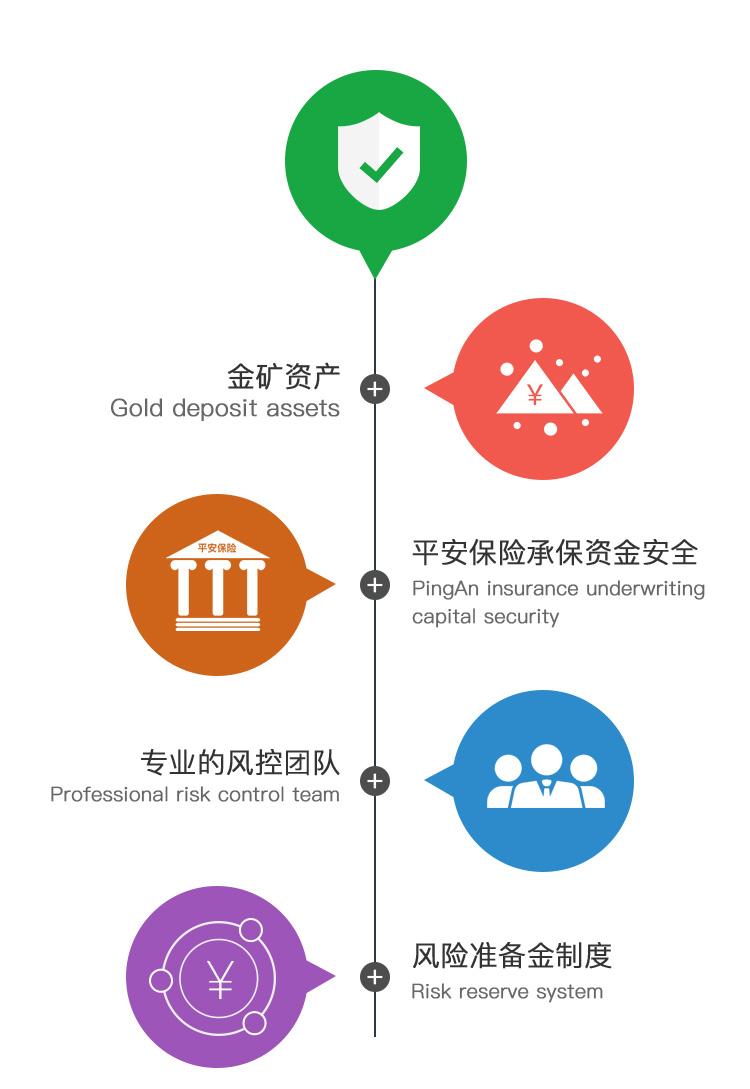 金矿资产
Gold deposit assets
¥
平安保险
平安保险承保资金安全
PingAn insurance underwriting
capital security
专业的风控团队
Professional risk control team
¥
风险准备金制度
Risk reserve system